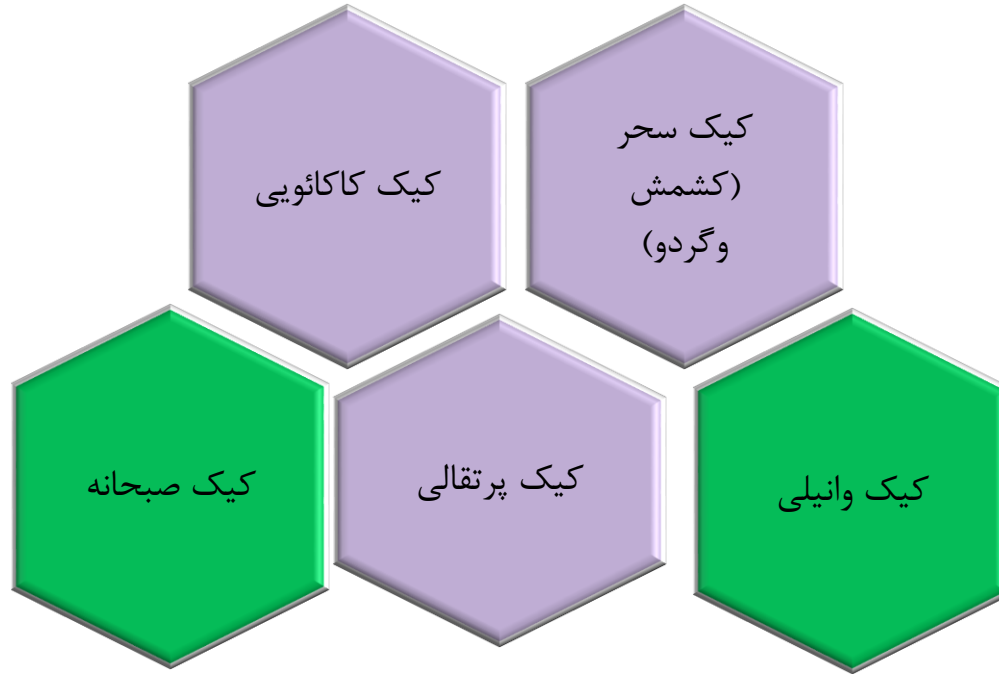 کیک سحر
(کشمش
وگردو)
کیک کاکائویی
کیک وانیلی
کیک پرتقالی
کیک صبحانه